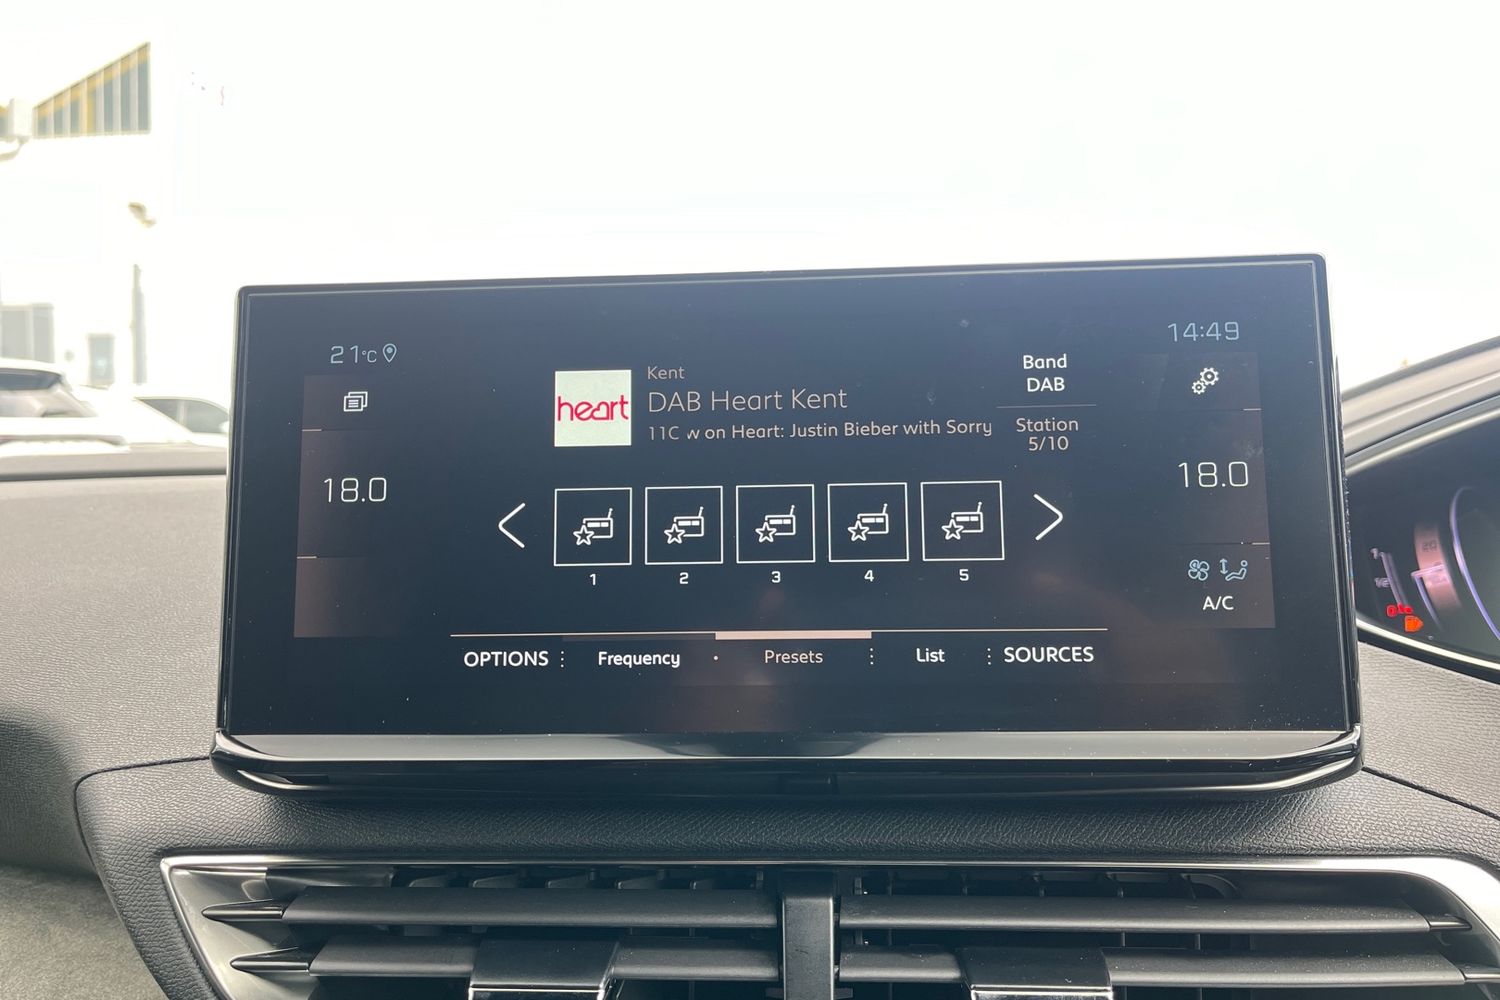 21°C
14:49
heart
Kent
DAB Heart Kent
11C w on Heart: Justin Bieber with Sorry
Band
DAB
Station
5/10
18.0
18.0
1 2 3 4 5
A/C
OPTIONS Frequency Presets List SOURCES